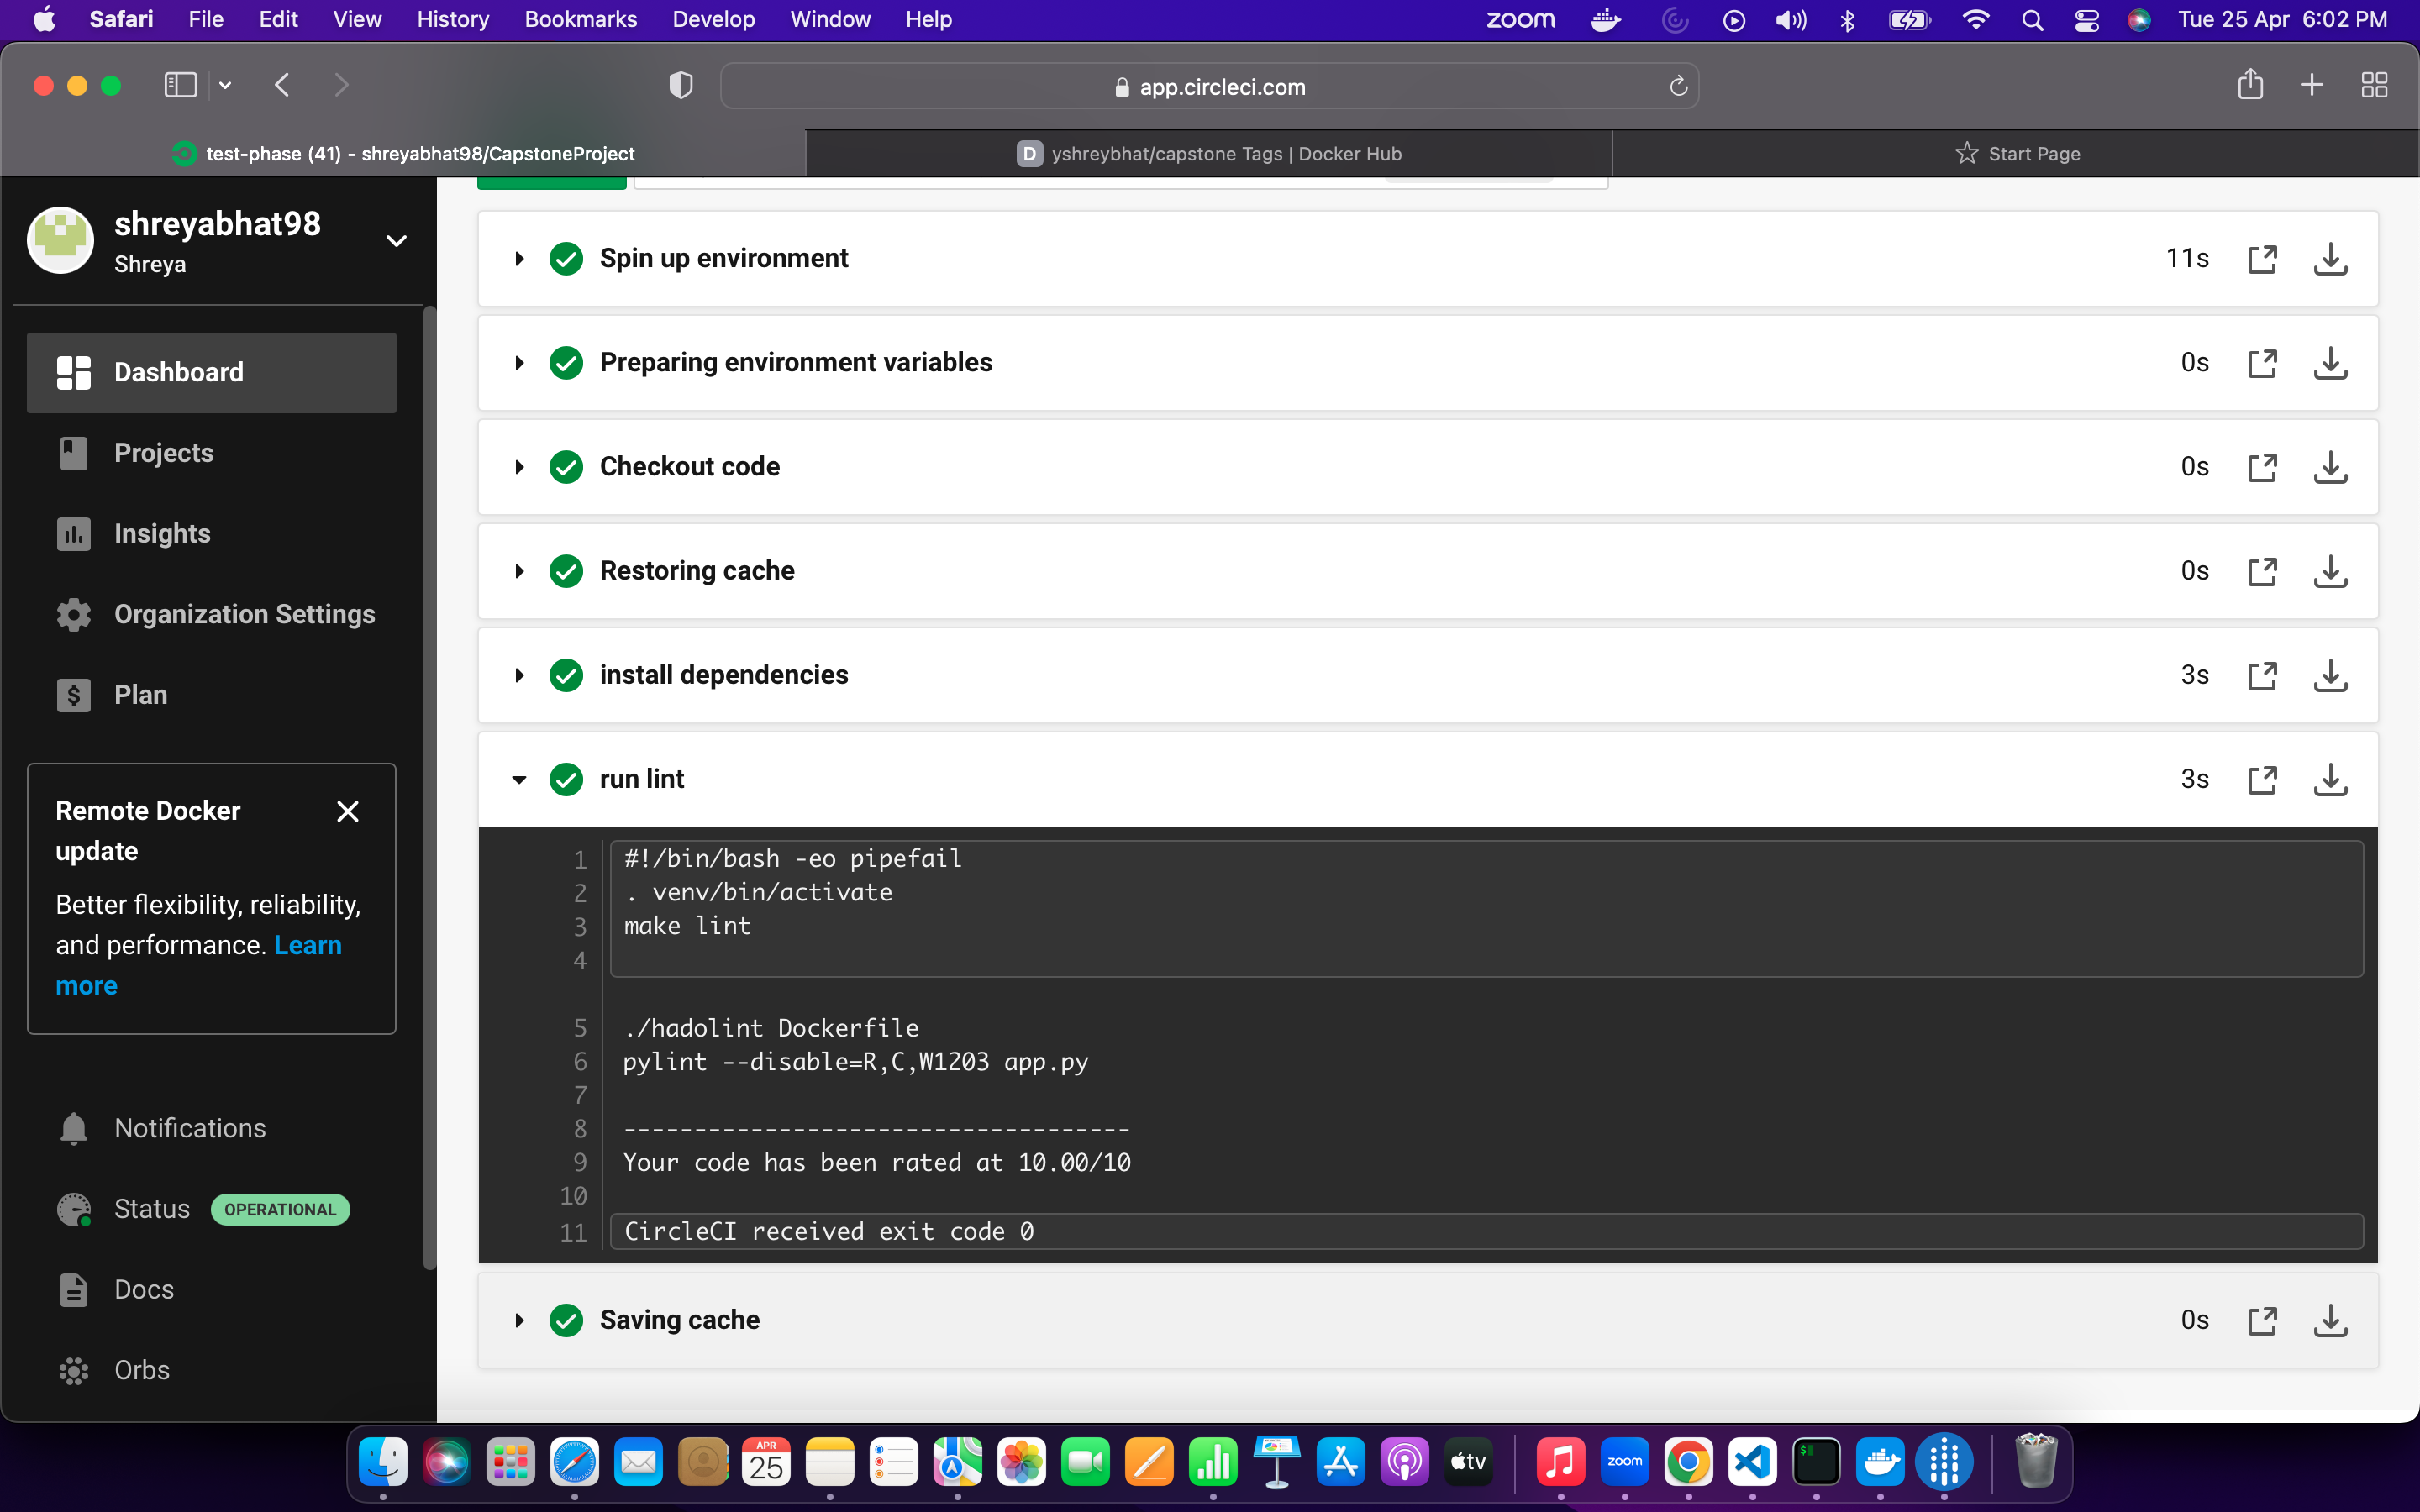 Safari File Edit View History Bookmarks Develop Window Help zoom Tue 25 Apr 6:02 PM
app.circleci.com
test-phase (41) - shreyabhat98/CapstoneProject
D yshreybhat/capstone Tags | Docker Hub
Start Page
shreyabhat98
Shreya
Dashboard
Projects
Insights
Organization Settings
$ Plan
Remote Docker
update
Better flexibility, reliability,
and performance. Learn
more
Notifications
Status OPERATIONAL
Docs
Orbs
Spin up environment 11s
Preparing environment variables 0s
Checkout code 0s
Restoring cache 0s
install dependencies 3s
run lint 3s
1 #!/bin/bash -eo pipefail
2 . venv/bin/activate
3 make lint
4
5 ./hadolint Dockerfile
6 pylint --disable=R,C,W1203 app.py
7
8 ------------------------------------
9 Your code has been rated at 10.00/10
10
11 CircleCI received exit code 0
Saving cache 0s
APR
25
tv
zoom
$